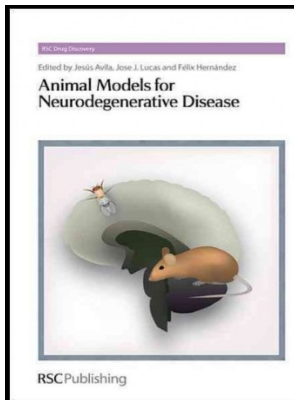 RSC Drug Discovery
Edited by Jesús Avila, Jose J. Lucas and Félix Hernández
Animal Models for
Neurodegenerative Disease
RSCPublishing